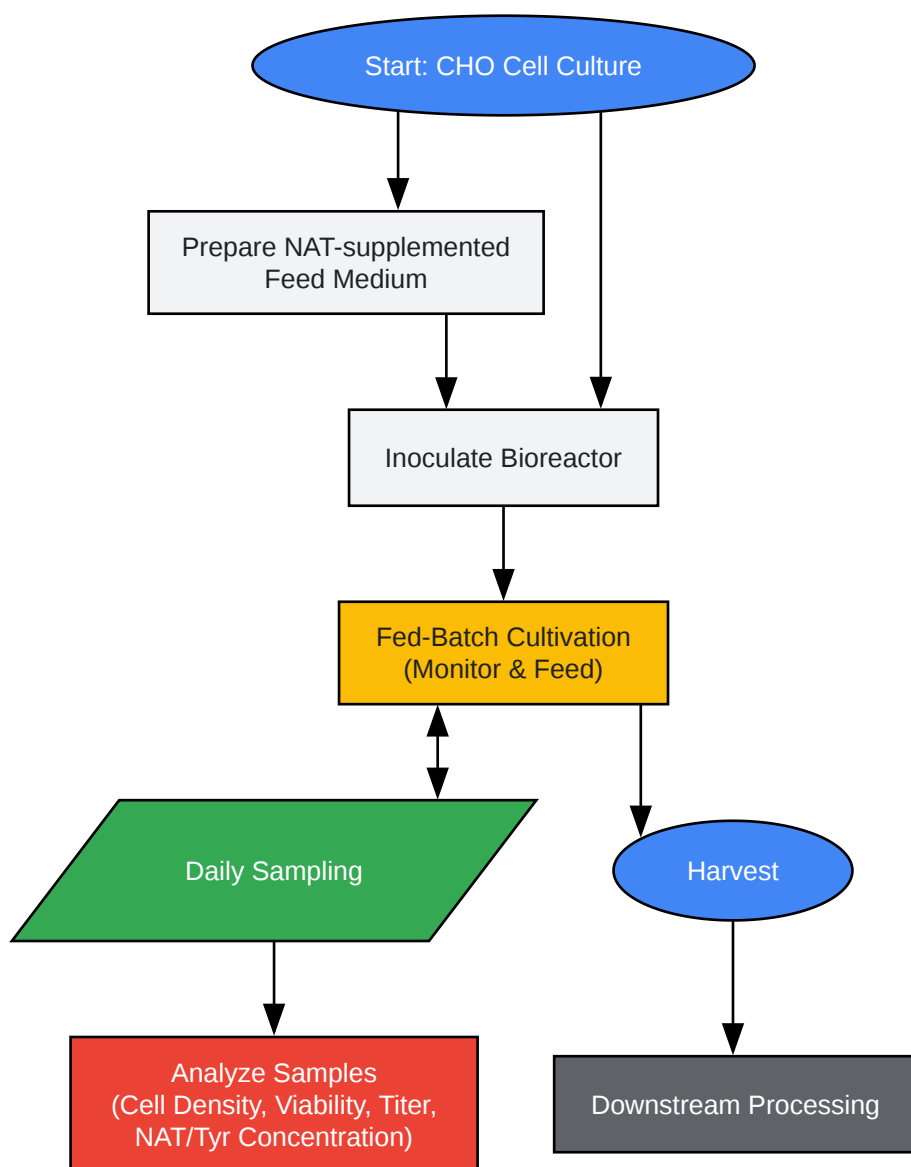 Start: CHO Cell Culture
Prepare NAT-supplemented
Feed Medium
Inoculate Bioreactor
Fed-Batch Cultivation
(Monitor & Feed)
Daily Sampling
Harvest
Analyze Samples
(Cell Density, Viability, Titer,
NAT/Tyr Concentration)
Downstream Processing